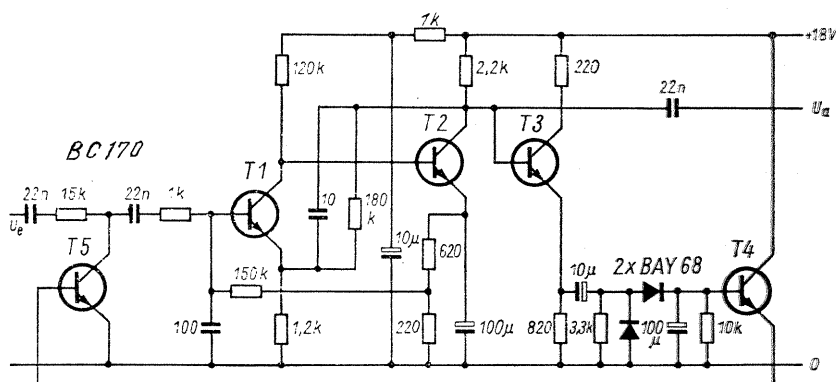 1k
+18V
120k
2,2k
220
22n
Ua
BC 170
T1
T2
T3
22n
15k
22n
1k
10
180
k
Ue
T5
10µ
620
10µ
2x BAY 68
T4
150k
100
1,2k
220
100µ
820
3,3k
100
µ
10k
0